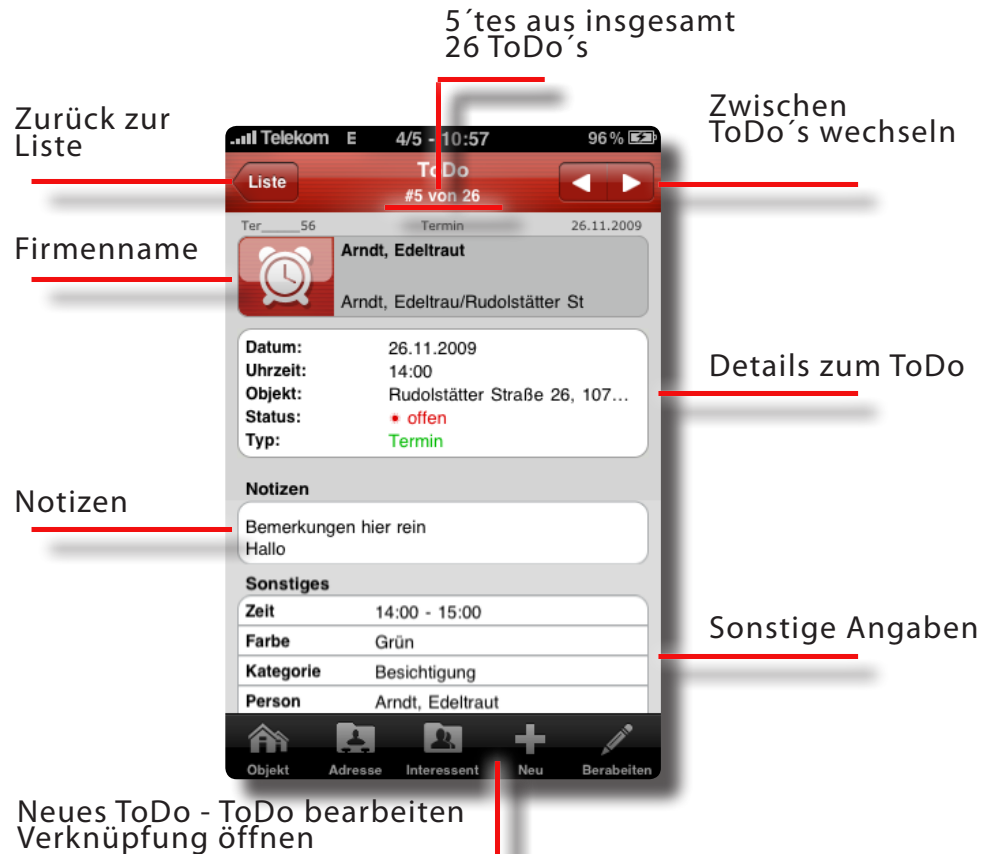 5´tes aus insgesamt
26 ToDo´s
Zurück zur
Liste
Zwischen
ToDo´s wechseln
Telekom E 4/5 - 10:57 96 %
Liste
ToDo
#5 von 26
Ter_____56 Termin 26.11.2009
Firmenname
Arndt, Edeltraut
Arndt, Edeltrau/Rudolstätter St
Datum: 26.11.2009
Uhrzeit: 14:00
Objekt: Rudolstätter Straße 26, 107...
Status: • offen
Typ: Termin
Details zum ToDo
Notizen
Notizen
Bemerkungen hier rein
Hallo
Sonstiges
Zeit 14:00 - 15:00
Farbe Grün
Kategorie Besichtigung
Person Arndt, Edeltraut
Sonstige Angaben
Objekt Adresse Interessent Neu Berabeiten
Neues ToDo - ToDo bearbeiten
Verknüpfung öffnen